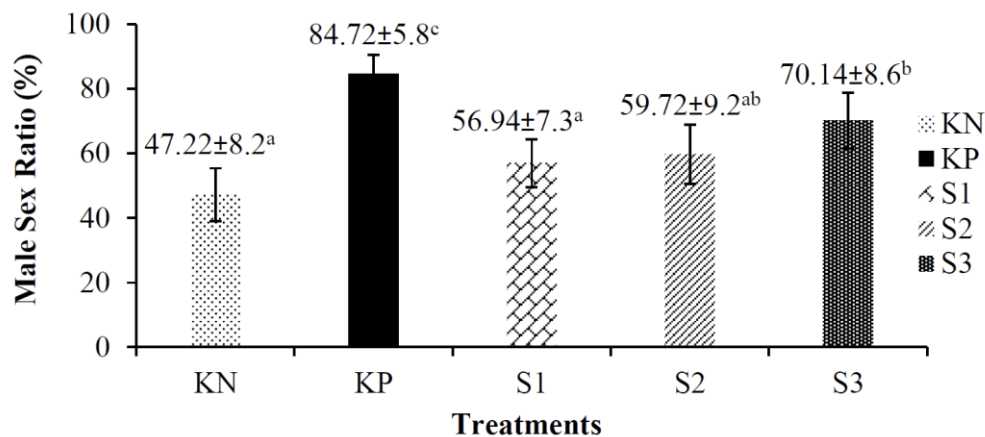 Male Sex Ratio (%)
100
80
60
40
20
0
47.22±8.2ᵃ
84.72±5.8ᶜ
56.94±7.3ᵃ
59.72±9.2ᵃᵇ
70.14±8.6ᵇ
KN
KP
S1
S2
S3
Treatments
KN
KP
S1
S2
S3